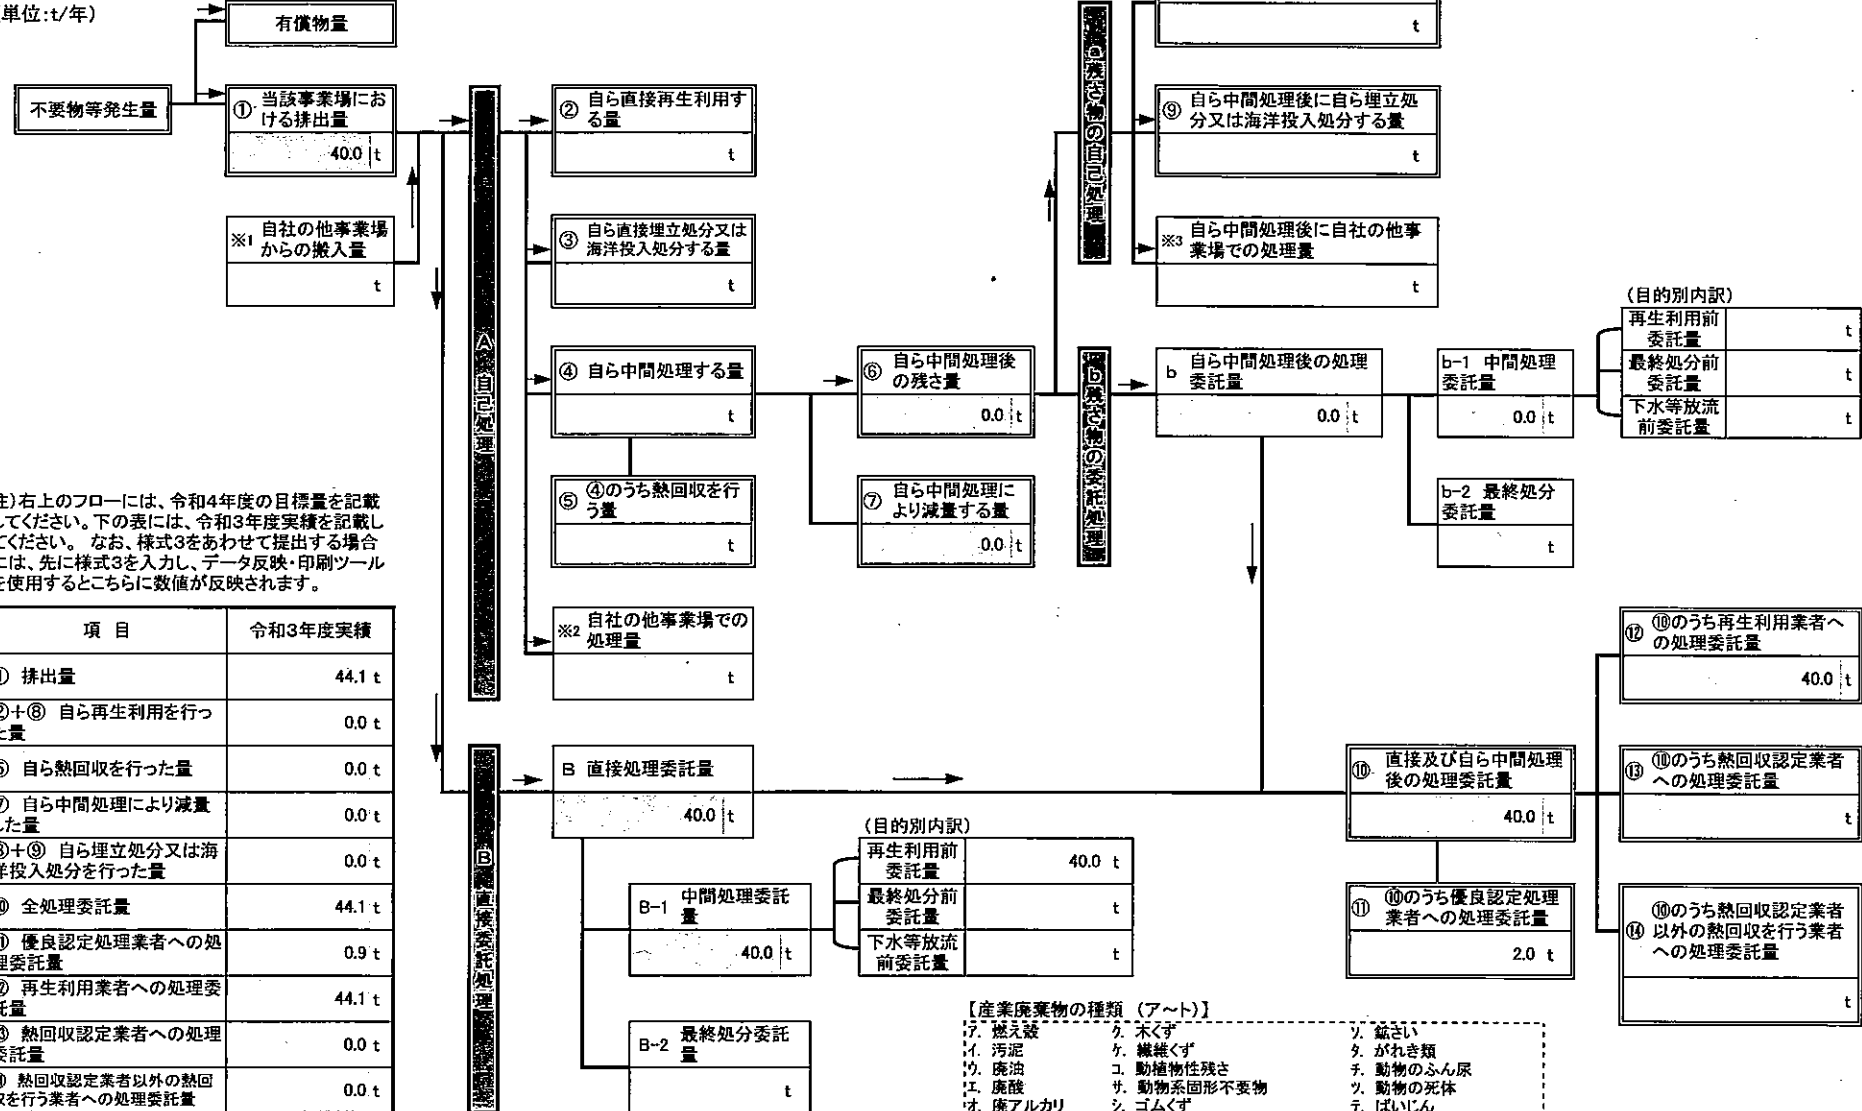 単位:t/年)
有償物量
不要物等発生量
① 当該事業場にお
ける排出量
40.0 t
※1 自社の他事業場
からの搬入量
t
A 自己処理
② 自ら直接再生利用す
る量
t
③ 自ら直接埋立処分又は
海洋投入処分する量
t
④ 自ら中間処理する量
t
⑤ ④のうち熱回収を行
う量
t
※2 自社の他事業場での
処理量
t
⑥ 自ら中間処理後
の残さ量
0.0 t
⑦ 自ら中間処理に
より減量する量
0.0 t
a 残さ物の自己処理
t
⑨ 自ら中間処理後に自ら埋立処
分又は海洋投入処分する量
t
※3 自ら中間処理後に自社の他事
業場での処理量
t
b 残さ物の委託処理
b 自ら中間処理後の処理
委託量
0.0 t
b-1 中間処理
委託量
0.0 t
(目的別内訳)
再生利用前
委託量
t
最終処分前
委託量
t
下水等放流
前委託量
t
b-2 最終処分
委託量
t
注)右上のフローには、令和4年度の目標量を記載
してください。下の表には、令和3年度実績を記載し
てください。 なお、様式3をあわせて提出する場合
には、先に様式3を入力し、データ反映・印刷ツール
を使用するとこちらに数値が反映されます。
項 目 令和3年度実績
① 排出量 44.1 t
②+⑧ 自ら再生利用を行っ
た量 0.0 t
⑤ 自ら熱回収を行った量 0.0 t
⑦ 自ら中間処理により減量
した量 0.0 t
③+⑨ 自ら埋立処分又は海
洋投入処分を行った量 0.0 t
⑩ 全処理委託量 44.1 t
⑪ 優良認定処理業者への処
理委託量 0.9 t
⑫ 再生利用業者への処理委
託量 44.1 t
⑬ 熱回収認定業者への処理
委託量 0.0 t
⑭ 熱回収認定業者以外の熱回
収を行う業者への処理委託量 0.0 t
B 直接委託処理
B 直接処理委託量
40.0 t
B-1 中間処理委託
量
40.0 t
(目的別内訳)
再生利用前
委託量 40.0 t
最終処分前
委託量 t
下水等放流
前委託量 t
B-2 最終処分委託
量
t
⑩ 直接及び自ら中間処理
後の処理委託量
40.0 t
⑪ ⑩のうち優良認定処理
業者への処理委託量
2.0 t
⑫ ⑩のうち再生利用業者へ
の処理委託量
40.0 t
⑬ ⑩のうち熱回収認定業者
への処理委託量
t
⑭ ⑩のうち熱回収認定業者
以外の熱回収を行う業者
への処理委託量
t
【産業廃棄物の種類 (ア~ト)】
ア. 燃え殻 ク. 木くず ソ. 鉱さい
イ. 汚泥 ケ. 繊維くず タ. がれき類
ウ. 廃油 コ. 動植物性残さ チ. 動物のふん尿
エ. 廃酸 サ. 動物系固形不要物 ツ. 動物の死体
オ. 廃アルカリ シ. ゴムくず テ. ばいじん